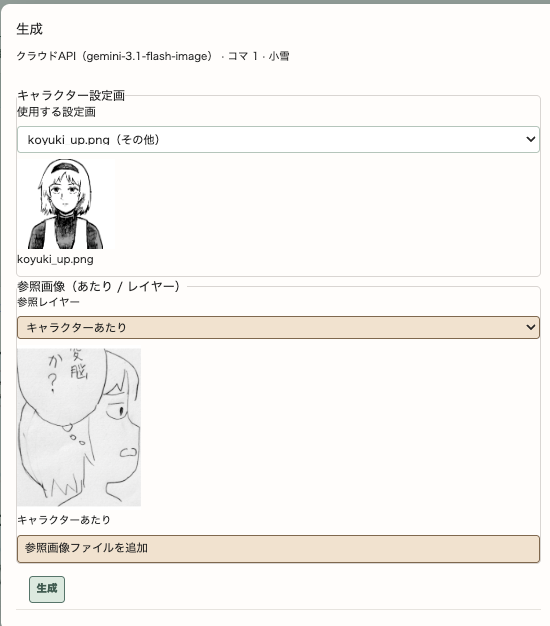 生成
クラウドAPI（gemini-3.1-flash-image）・コマ 1・小雪
キャラクター設定画
使用する設定画
koyuki_up.png（その他）
koyuki_up.png
参照画像（あたり / レイヤー）
参照レイヤー
キャラクターあたり
変脳
か？
キャラクターあたり
参照画像ファイルを追加
生成